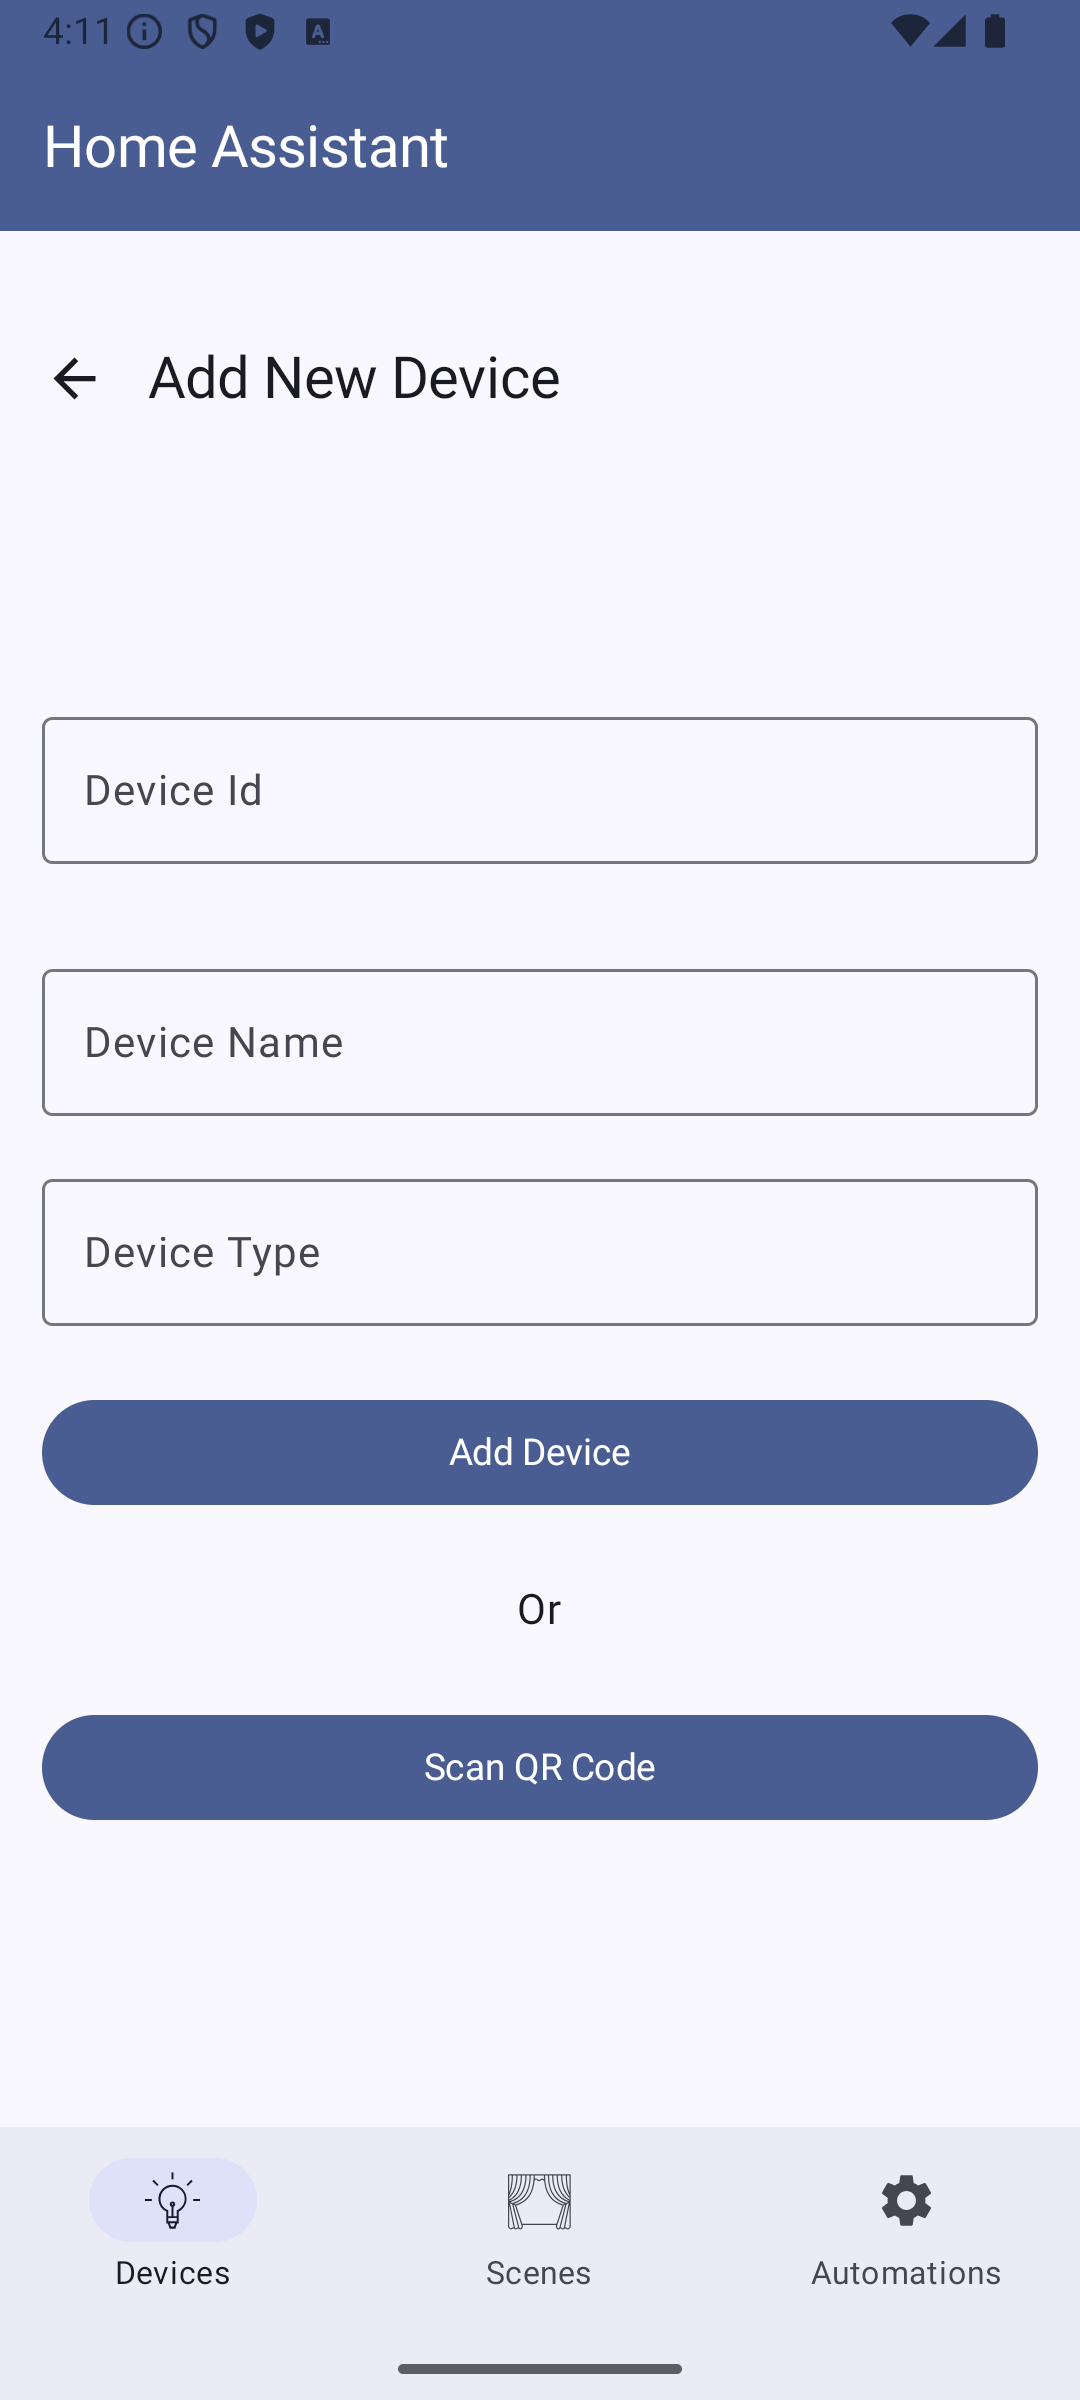 4:11
Home Assistant
Add New Device
Device Id
Device Name
Device Type
Add Device
Or
Scan QR Code
Devices
Scenes
Automations